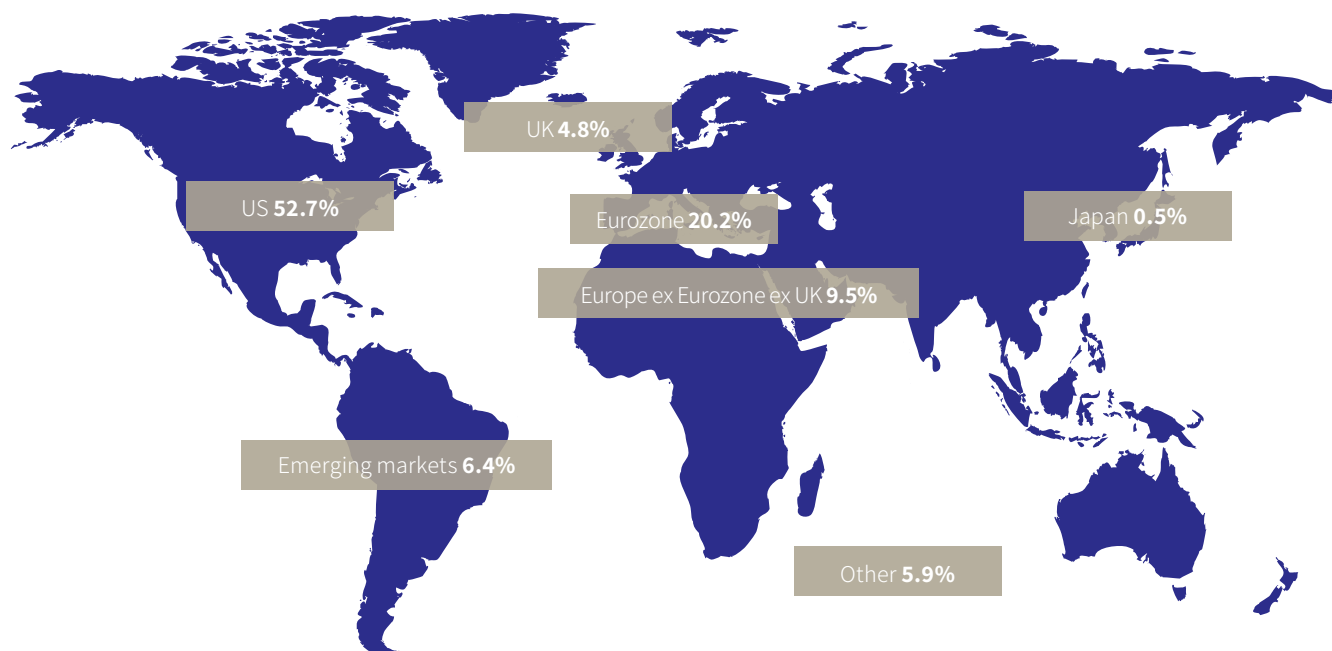 UK 4.8%
US 52.7%
Eurozone 20.2%
Japan 0.5%
Europe ex Eurozone ex UK 9.5%
Emerging markets 6.4%
Other 5.9%